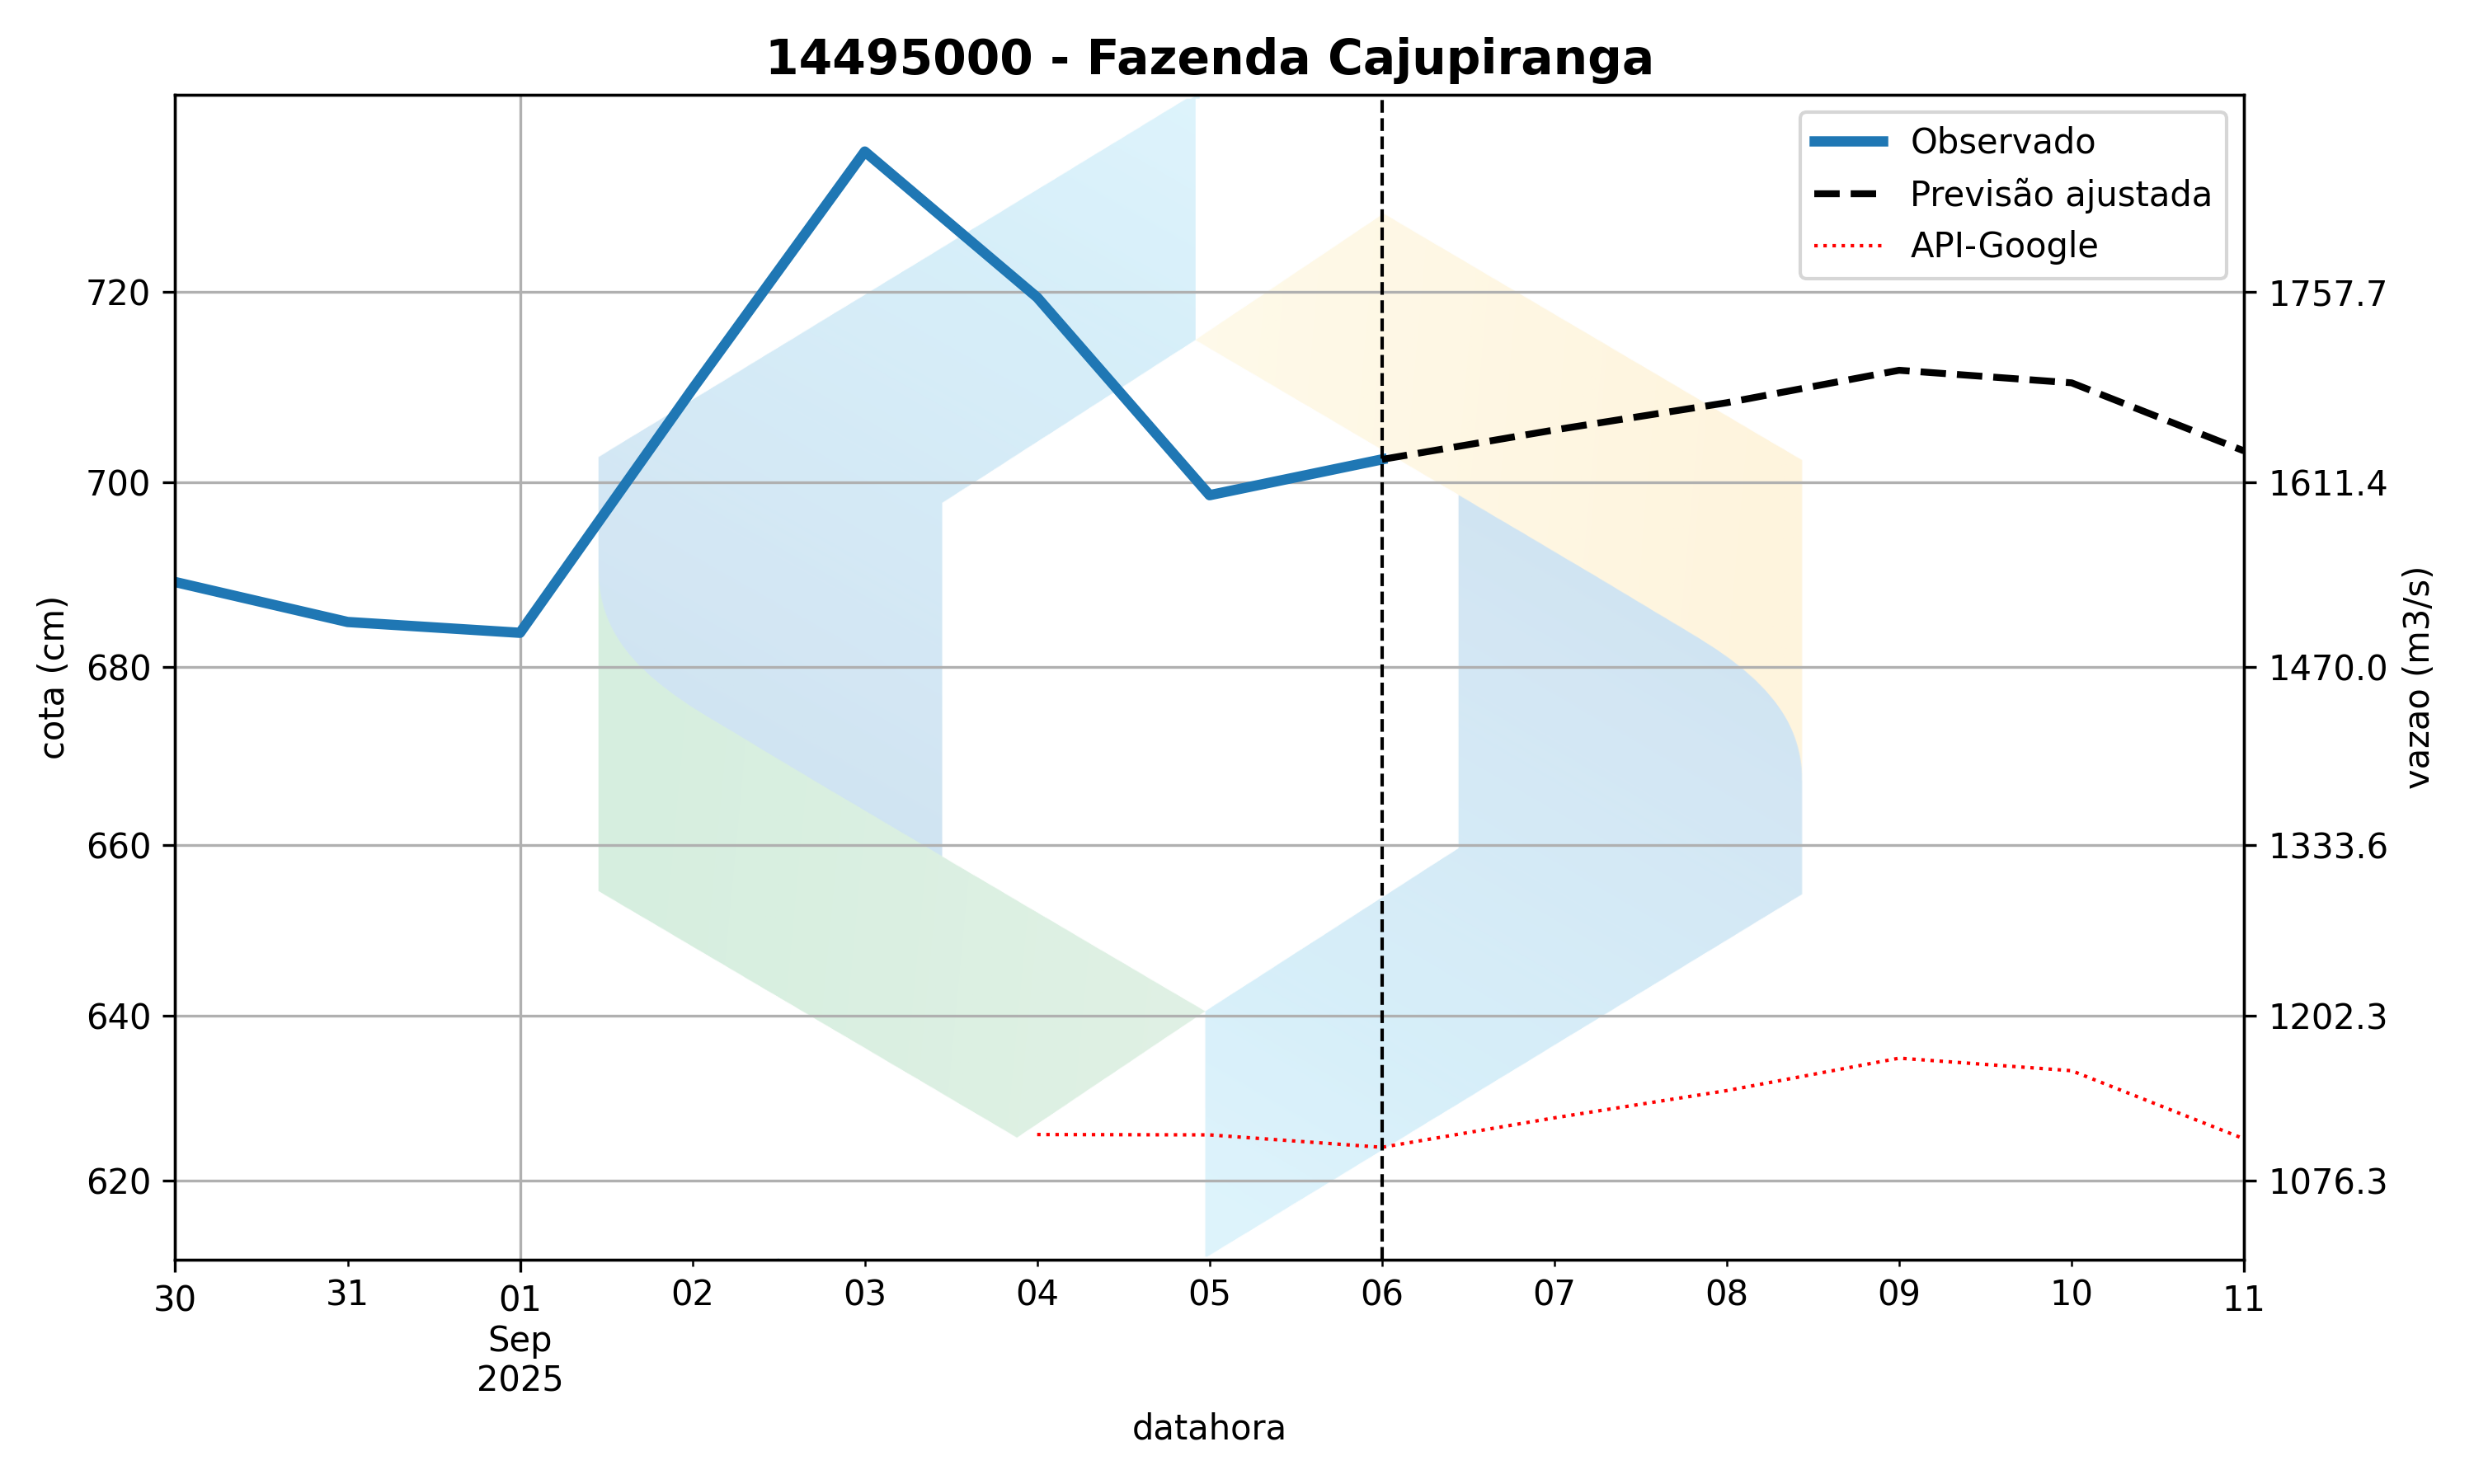 14495000 - Fazenda Cajupiranga
Observado
Previsão ajustada
API-Google
720
700
680
660
640
620
cota (cm)
1757.7
1611.4
1470.0
1333.6
1202.3
1076.3
vazao (m3/s)
30 31 01 02 03 04 05 06 07 08 09 10 11
Sep
2025
datahora